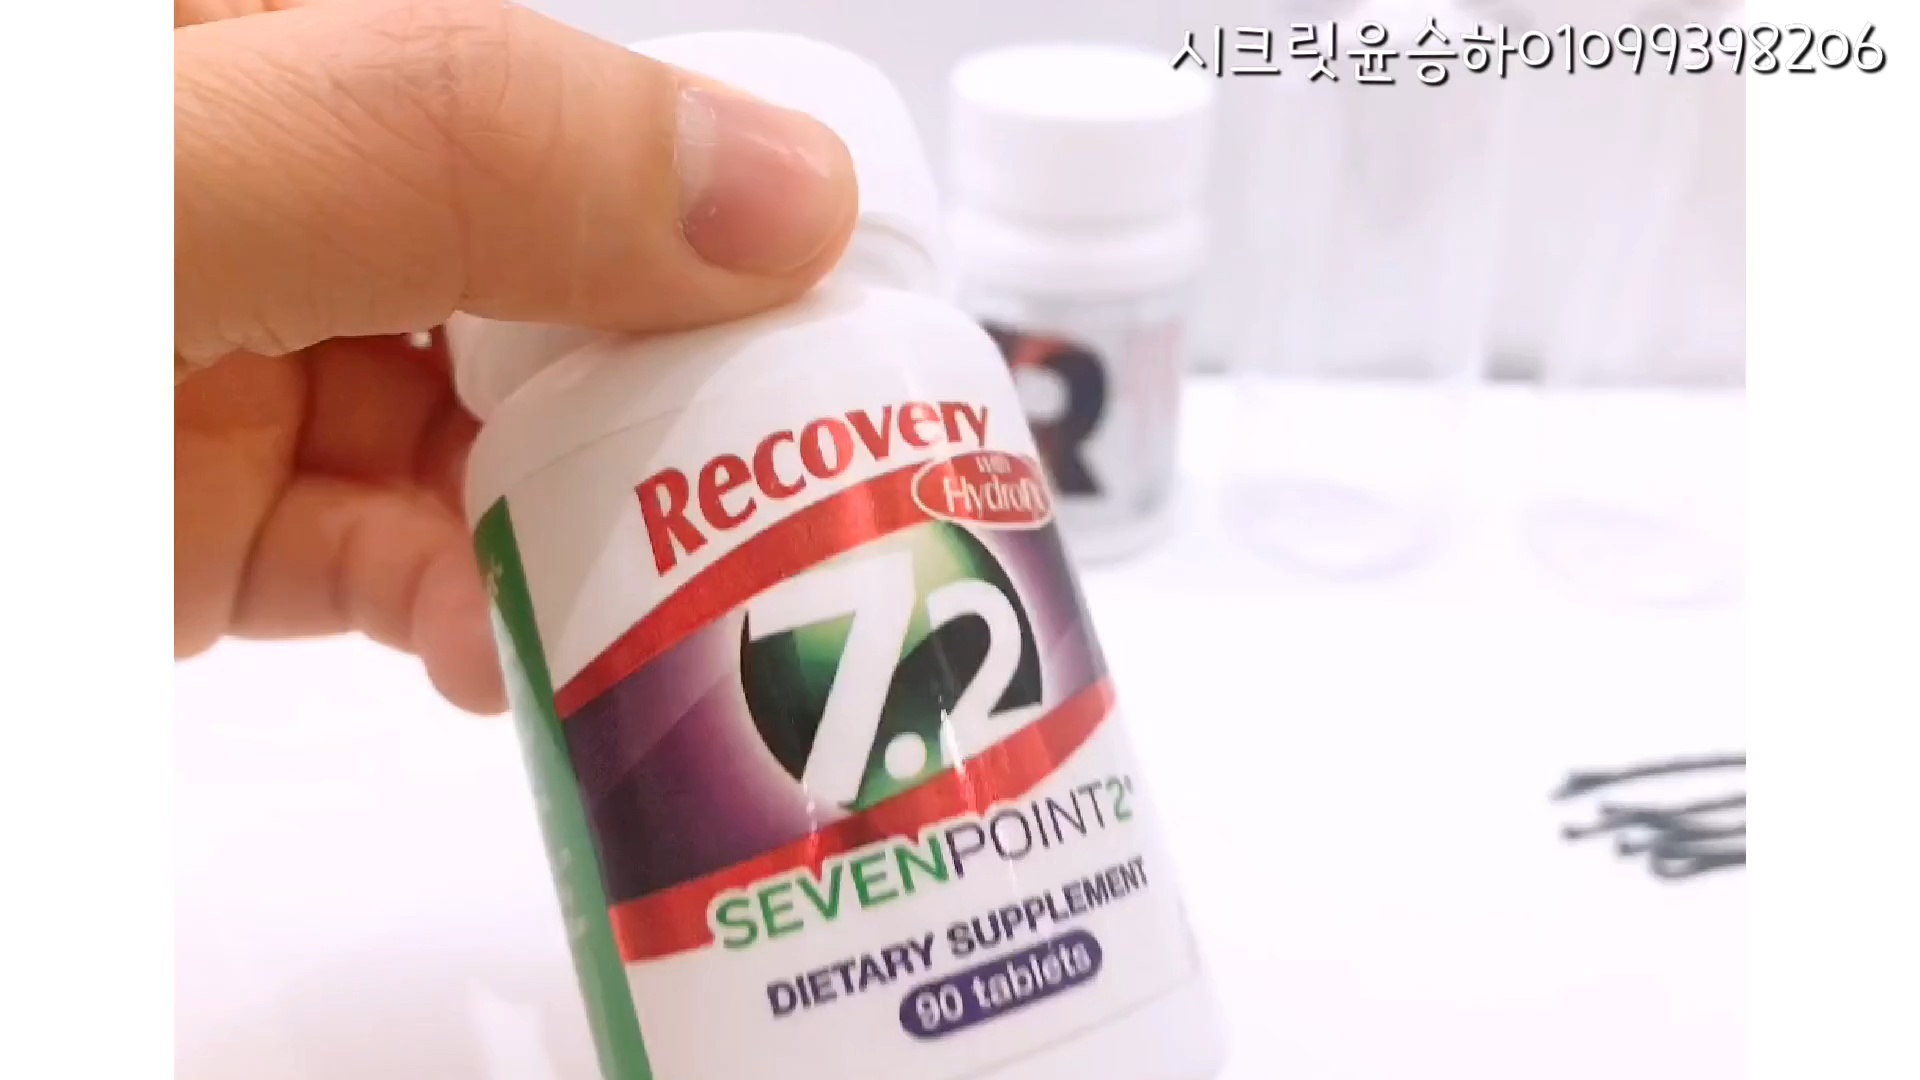 시크릿윤승하01099398206
Recovery
with
7.2
SEVENPOINT2
DIETARY SUPPLEMENT
90 tablets
R